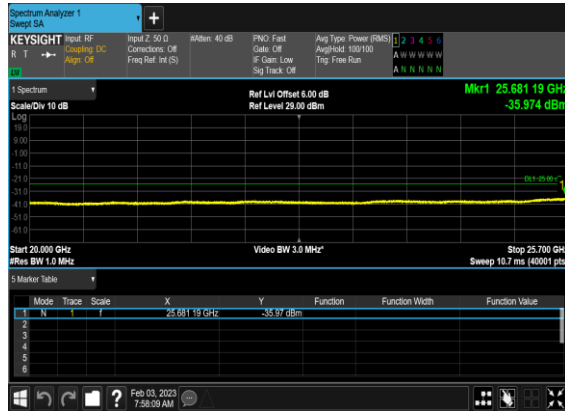 Spectrum Analyzer 1
Swept SA
+
KEYSIGHT Input: RF Input Z: 50 Ω #Atten: 40 dB PNO: Fast Avg Type: Power (RMS) 1 2 3 4 5 6
R T Coupling: DC Corrections: Off Gate: Off Avg|Hold: 100/100 A W W W W W
Align: Off Freq Ref: Int (S) IF Gain: Low Trig: Free Run
Sig Track: Off A N N N N N
1 Spectrum Ref Lvl Offset 6.00 dB Mkr1 25.681 19 GHz
Scale/Div 10 dB Ref Level 29.00 dBm -35.974 dBm
Log
19.0
9.00
-1.00
-11.0
-21.0
DL1 -25.00
1
-31.0
-41.0
-51.0
-61.0
Start 20.000 GHz Video BW 3.0 MHz* Stop 25.700 GHz
#Res BW 1.0 MHz Sweep 10.7 ms (40001 pts
5 Marker Table
Mode Trace Scale X Y Function Function Width Function Value
1 N 1 f 25.681 19 GHz -35.97 dBm
2
3
4
5
6
? Feb 03, 2023
7:58:09 AM